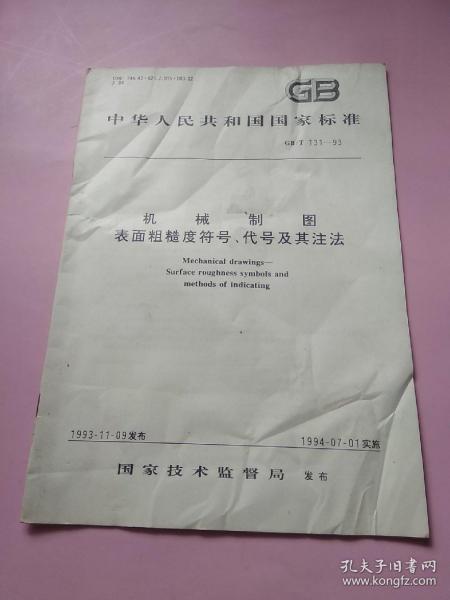 GB
中华人民共和国国家标准
GB/T 131—93
机械制图
表面粗糙度符号、代号及其注法
Mechanical drawings—
Surface roughness symbols and
methods of indicating
1993-11-09发布
1994-07-01实施
国家技术监督局 发布
孔夫子旧书网
www.kongfz.com